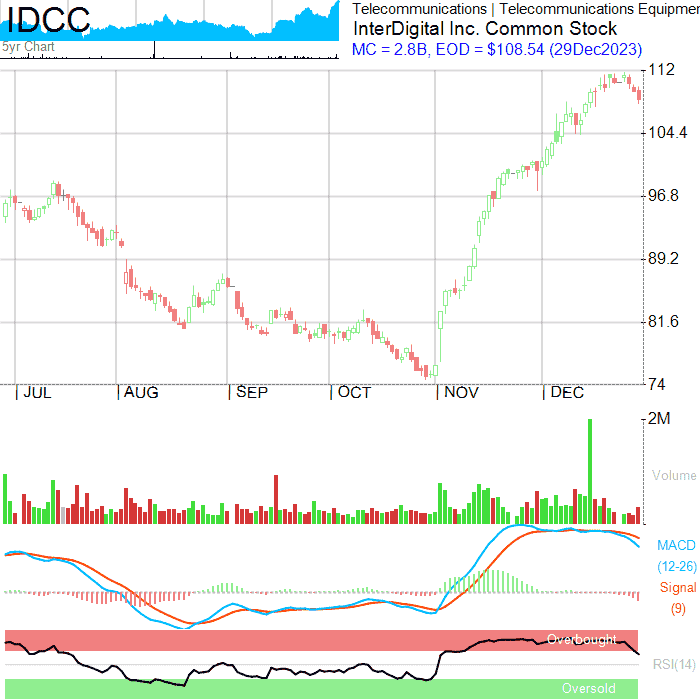 IDCC
5yr Chart
Telecommunications | Telecommunications Equipmen
InterDigital Inc. Common Stock
MC = 2.8B, EOD = $108.54 (29Dec2023)
112
104.4
96.8
89.2
81.6
74
| JUL | AUG | SEP | OCT | NOV | DEC
2M
Volume
MACD
(12-26)
Signal
(9)
Overbought
RSI(14)
Oversold